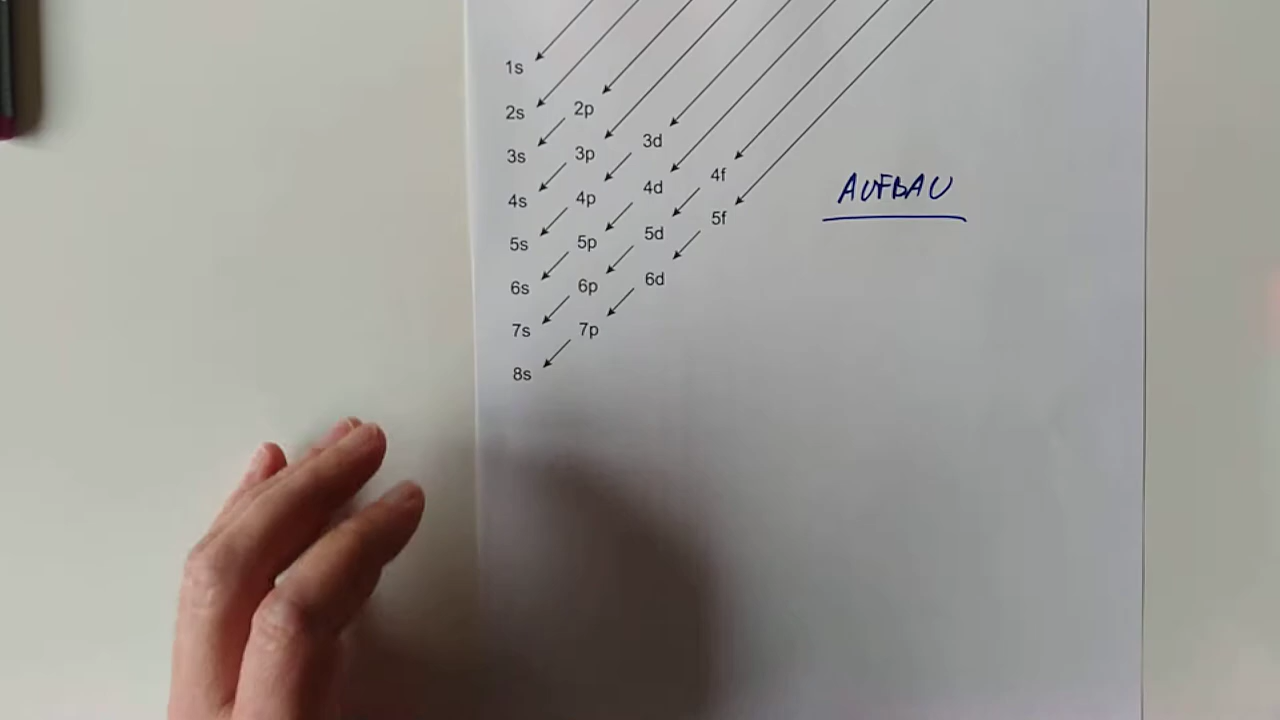 1s
2s 2p
3s 3p 3d
4s 4p 4d 4f
5s 5p 5d 5f
6s 6p 6d
7s 7p
8s
AUFBAU